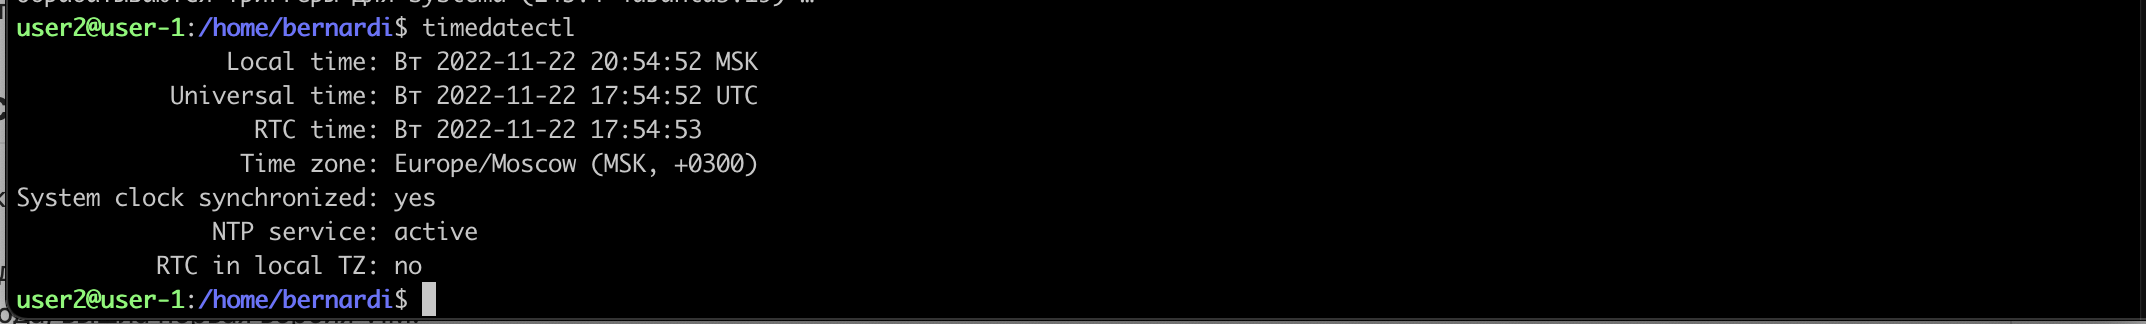 user2@user-1:/home/bernardi$ timedatectl
Local time: Вт 2022-11-22 20:54:52 MSK
Universal time: Вт 2022-11-22 17:54:52 UTC
RTC time: Вт 2022-11-22 17:54:53
Time zone: Europe/Moscow (MSK, +0300)
System clock synchronized: yes
NTP service: active
RTC in local TZ: no
user2@user-1:/home/bernardi$